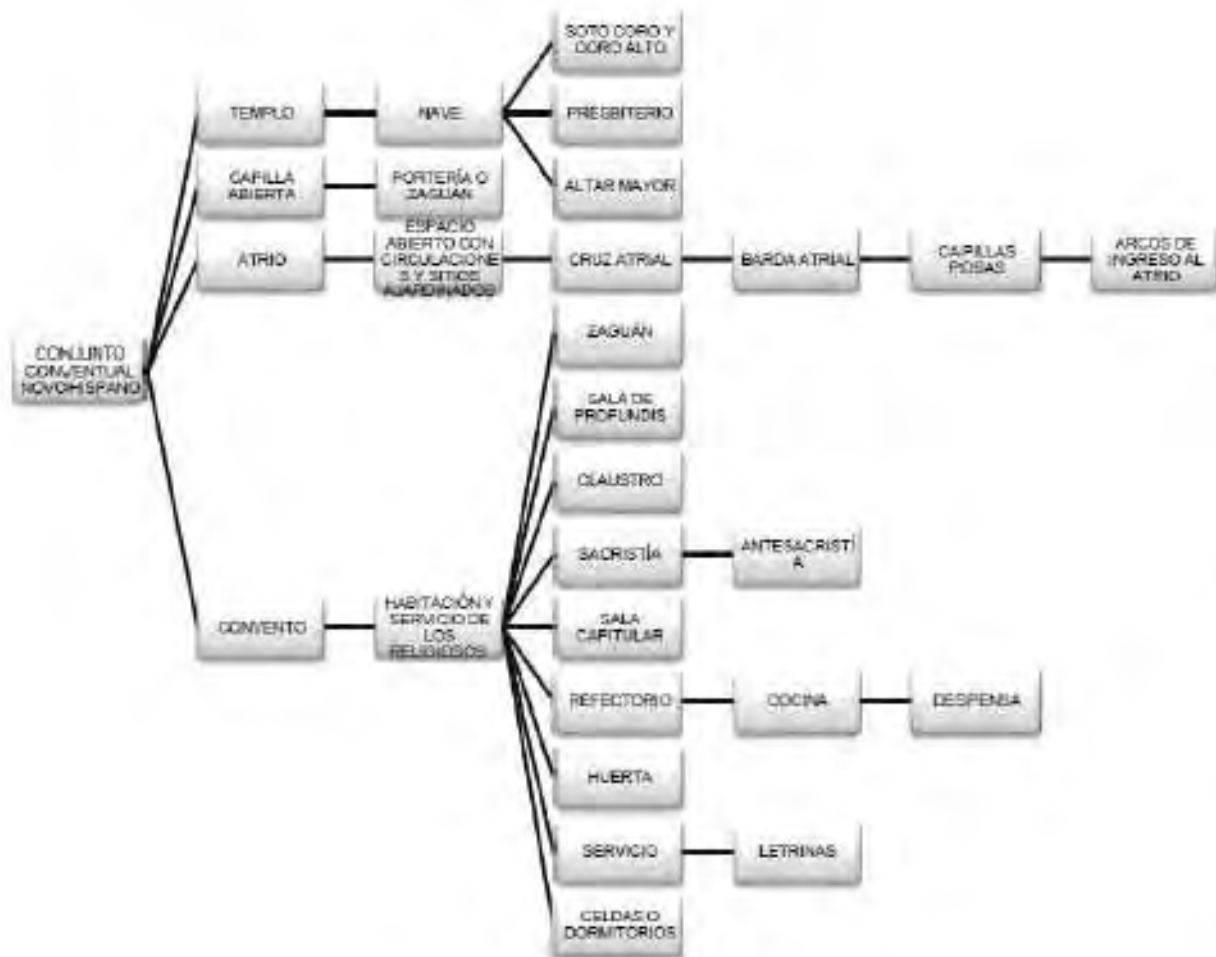 SOTO CORO Y
CORO ALTO
TEMPLO
NAVE
PRESBITERIO
CAPILLA
ABIERTA
PORTERÍA O
ZAGUAN
ALTAR MAYOR
ATRIO
ESPACIO
ABIERTO CON
CIRCULACIONE
S Y SITIOS
AJARDINADOS
CRUZ ATRIAL
BARDA ATRIAL
CAPILLAS
POSAS
ARCOS DE
INGRESO AL
ATRIO
CONJUNTO
CONVENTUAL
NOVOHISPANO
ZAGUÁN
SALA DE
PROFUNDIS
CLAUSTRO
SACRISTÍA
ANTESACRISTÍ
A
CONVENTO
HABITACIÓN Y
SERVICIO DE
LOS
RELIGIOSOS
SALA
CAPITULAR
REFECTORIO
COCINA
DESPENSA
HUERTA
SERVICIO
LETRINAS
CELDAS O
DORMITORIOS